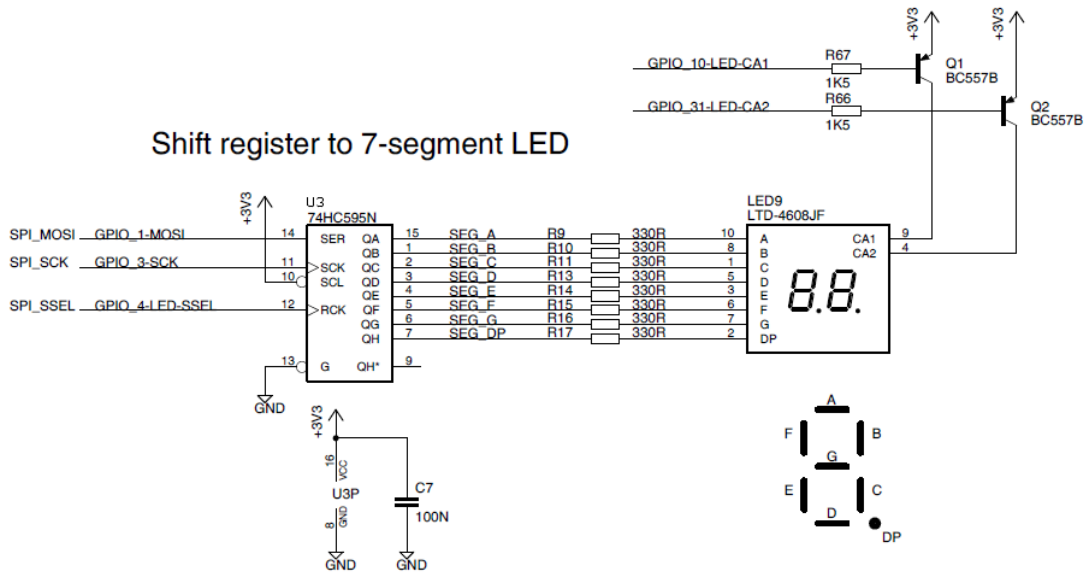 +3V3
+3V3
GPIO_10-LED-CA1
R67
1K5
Q1
BC557B
GPIO_31-LED-CA2
R66
1K5
Q2
BC557B
Shift register to 7-segment LED
+3V3
U3
74HC595N
LED9
LTD-4608JF
SPI_MOSI GPIO_1-MOSI 14 SER QA 15 SEG_A R9 330R 10 A CA1 9
QB 1 SEG_B R10 330R 8 B CA2 4
SPI_SCK GPIO_3-SCK 11 SCK QC 2 SEG_C R11 330R 1 C
10 SCL QD 3 SEG_D R13 330R 5 D
QE 4 SEG_E R14 330R 3 E
SPI_SSEL GPIO_4-LED-SSEL 12 RCK QF 5 SEG_F R15 330R 6 F
QG 6 SEG_G R16 330R 7 G
QH 7 SEG_DP R17 330R 2 DP
8.8.
13 G QH* 9
GND
+3V3
16 VCC
U3P
8 GND
GND
C7
100N
GND
A
F B
G
E C
D
DP